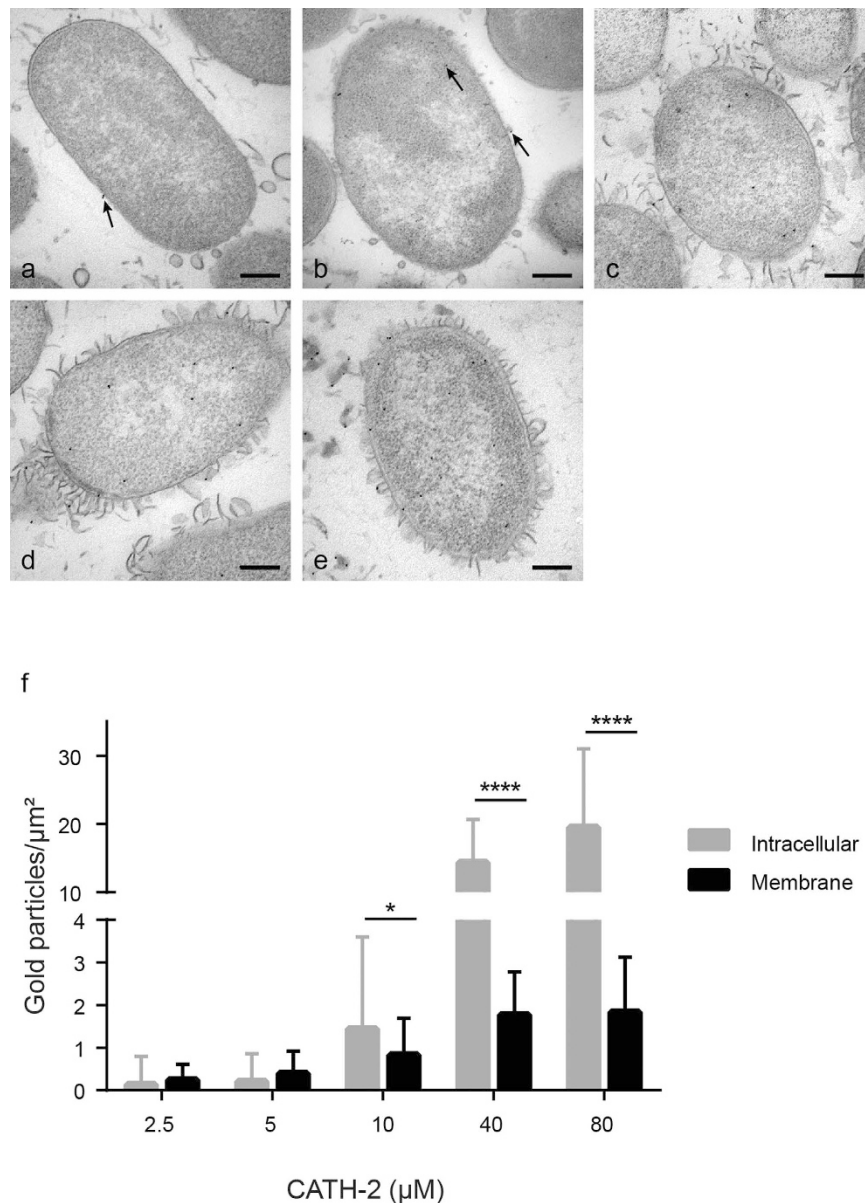 a
b
c
d
e
f
Gold particles/µm²
30
20
10
4
3
2
1
0
*
****
****
Intracellular
Membrane
2.5 5 10 40 80
CATH-2 (µM)